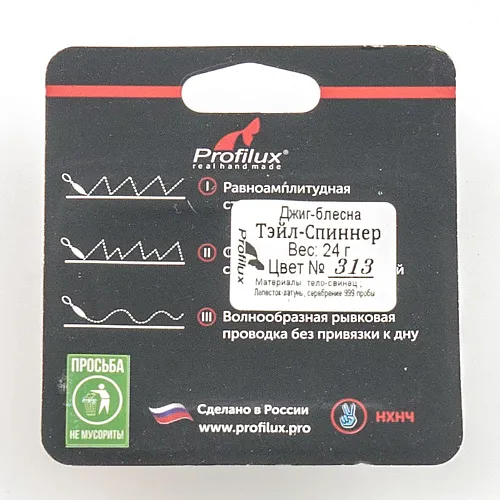 Profilux®
real hand made
I
Равноамплитудная
Джиг-блесна
Тэйл-Спиннер
Вес: 24 г
Цвет № 313
Материалы: тело-свинец,
Лепесток-латунь, серебрение 999 пробы
Profilux
II
III
Волнообразная рывковая
проводка без привязки к дну
ПРОСЬБА
НЕ МУСОРИТЬ!
Сделано в России
www.profilux.pro
НХНЧ